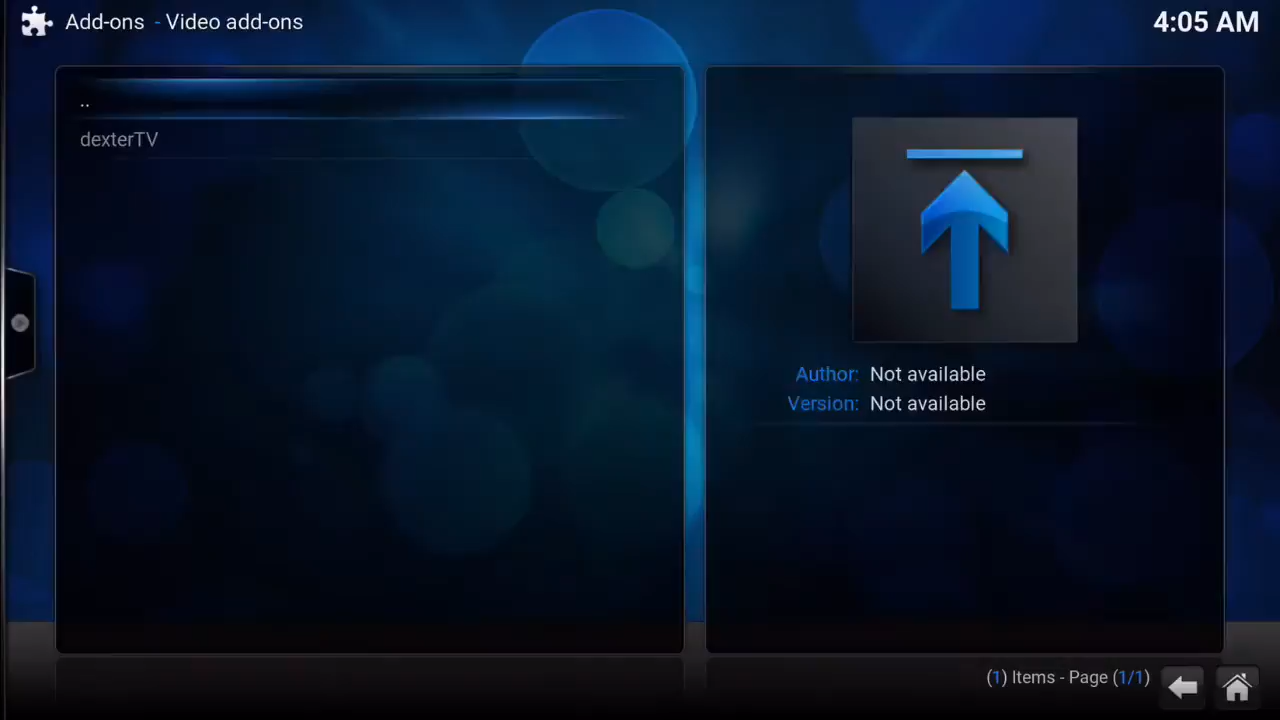 Add-ons - Video add-ons
4:05 AM
..
dexterTV
Author: Not available
Version: Not available
(1) Items - Page (1/1)